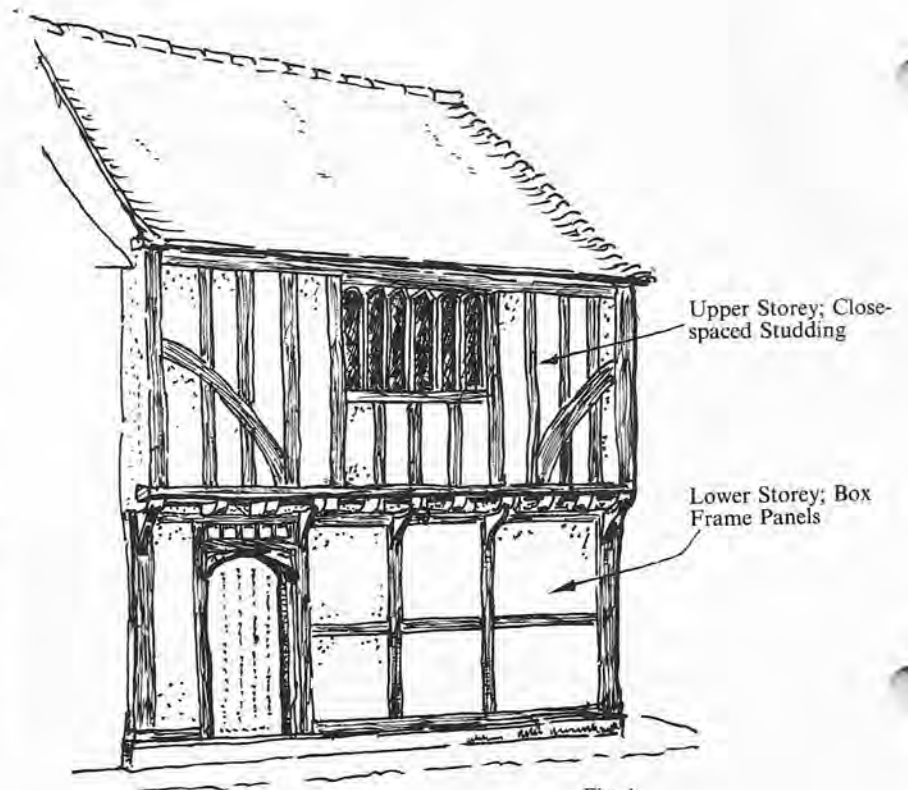 Upper Storey; Close-
spaced Studding
Lower Storey; Box
Frame Panels